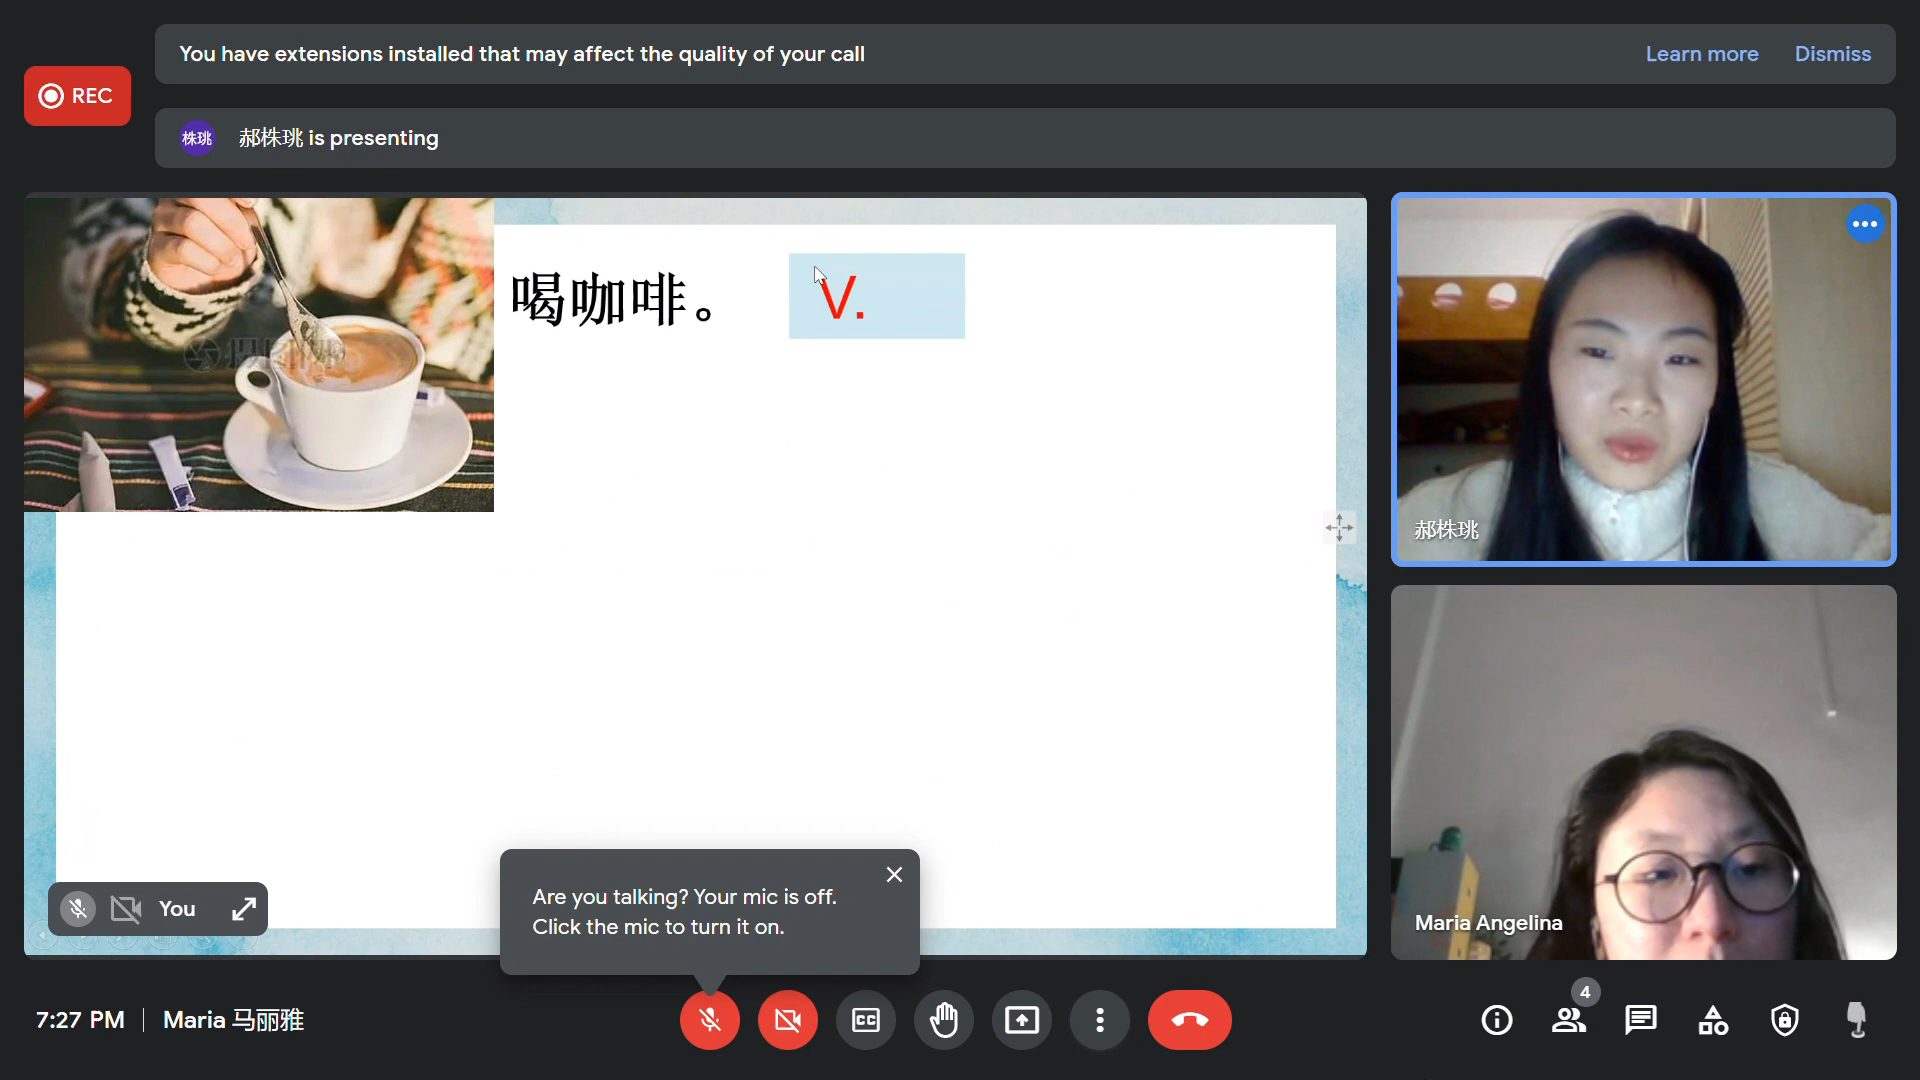 You have extensions installed that may affect the quality of your call
Learn more
Dismiss
REC
株珧
郝株珧 is presenting
喝咖啡。
V.
郝株珧
Maria Angelina
You
Are you talking? Your mic is off.
Click the mic to turn it on.
7:27 PM
Maria 马丽雅
CC
4